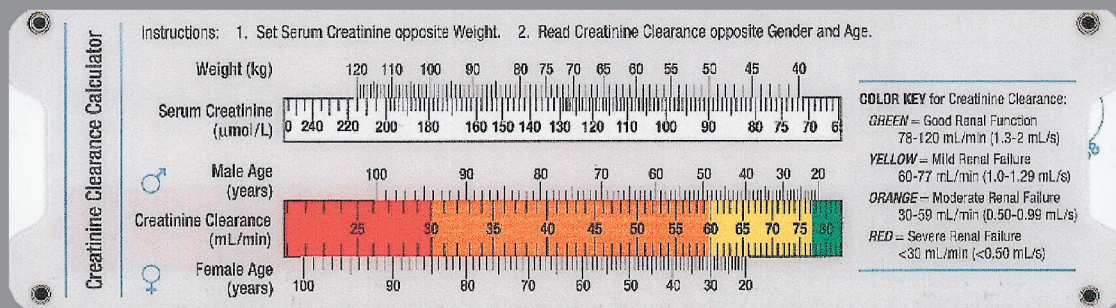 Creatinine Clearance Calculator
Instructions: 1. Set Serum Creatinine opposite Weight. 2. Read Creatinine Clearance opposite Gender and Age.
Weight (kg) 120 110 100 90 80 75 70 65 60 55 50 45 40
Serum Creatinine
(µmol/L) 0 240 220 200 180 160 150 140 130 120 110 100 90 80 75 70 6
Male Age
(years) 100 90 80 70 60 50 40 30 20
Creatinine Clearance
(mL/min) 25 30 35 40 45 50 55 60 65 70 75 80
Female Age
(years) 100 90 80 70 60 50 40 30 20
COLOR KEY for Creatinine Clearance:
GREEN = Good Renal Function
78-120 mL/min (1.3-2 mL/s)
YELLOW = Mild Renal Failure
60-77 mL/min (1.0-1.29 mL/s)
ORANGE = Moderate Renal Failure
30-59 mL/min (0.50-0.99 mL/s)
RED = Severe Renal Failure
<30 mL/min (<0.50 mL/s)